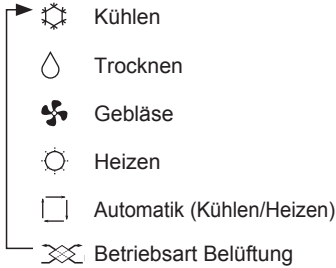 Kühlen
Trocknen
Gebläse
Heizen
Automatik (Kühlen/Heizen)
Betriebsart Belüftung